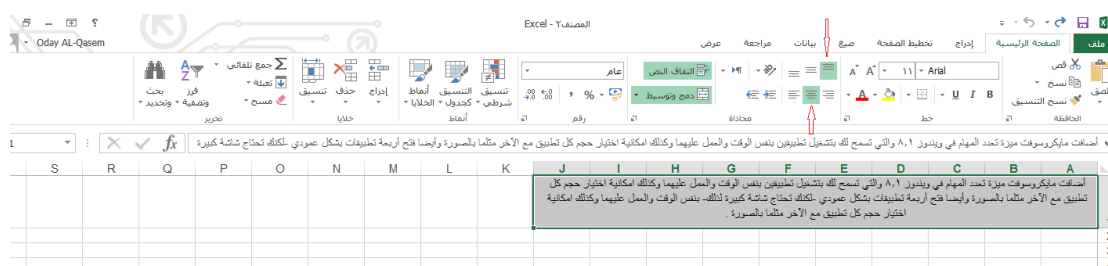 المصنف٢ - Excel
Oday AL-Qasem
ملف الصفحة الرئيسية إدراج تخطيط الصفحة صيغ بيانات مراجعة عرض
قص
نسخ
نسخ التنسيق
الحافظة
Arial ١١
B I U
خط
التفاف النص
دمج وتوسيط
محاذاة
عام
%
رقم
تنسيق شرطي
التنسيق كجدول
أنماط الخلايا
أنماط
إدراج حذف تنسيق
خلايا
جمع تلقائي
تعبئة
مسح
فرز وتصفية
بحث وتحديد
تحرير
أضافت مايكروسوفت ميزة تعدد المهام في ويندوز ٨,١ والتي تسمح لك بتشغيل تطبيقين بنفس الوقت والعمل عليهما وكذلك امكانية اختيار حجم كل تطبيق مع الآخر مثلما بالصورة وأيضا فتح أربعة تطبيقات بشكل عمودي -لكنك تحتاج شاشة كبيرة
fx
A B C D E F G H I J K L M N O P Q R S
أضافت مايكروسوفت ميزة تعدد المهام في ويندوز ٨,١ والتي تسمح لك بتشغيل تطبيقين بنفس الوقت والعمل عليهما وكذلك امكانية اختيار حجم كل
تطبيق مع الآخر مثلما بالصورة وأيضا فتح أربعة تطبيقات بشكل عمودي -لكنك تحتاج شاشة كبيرة لذلك- بنفس الوقت والعمل عليهما وكذلك امكانية
اختيار حجم كل تطبيق مع الآخر مثلما بالصورة .